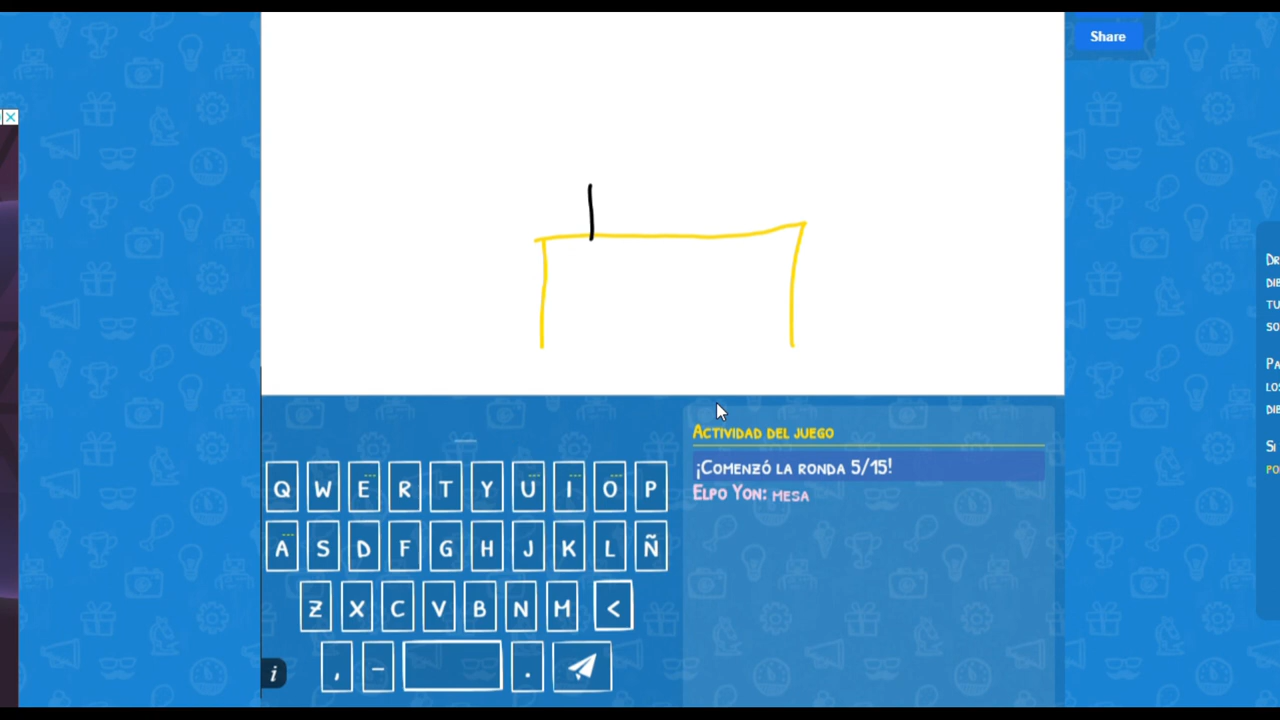 Share
Actividad del juego
¡Comenzó la ronda 5/15!
Elpo Yon: mesa
Q W E R T Y U I O P
A S D F G H J K L Ñ
Z X C V B N M <
, - .
i